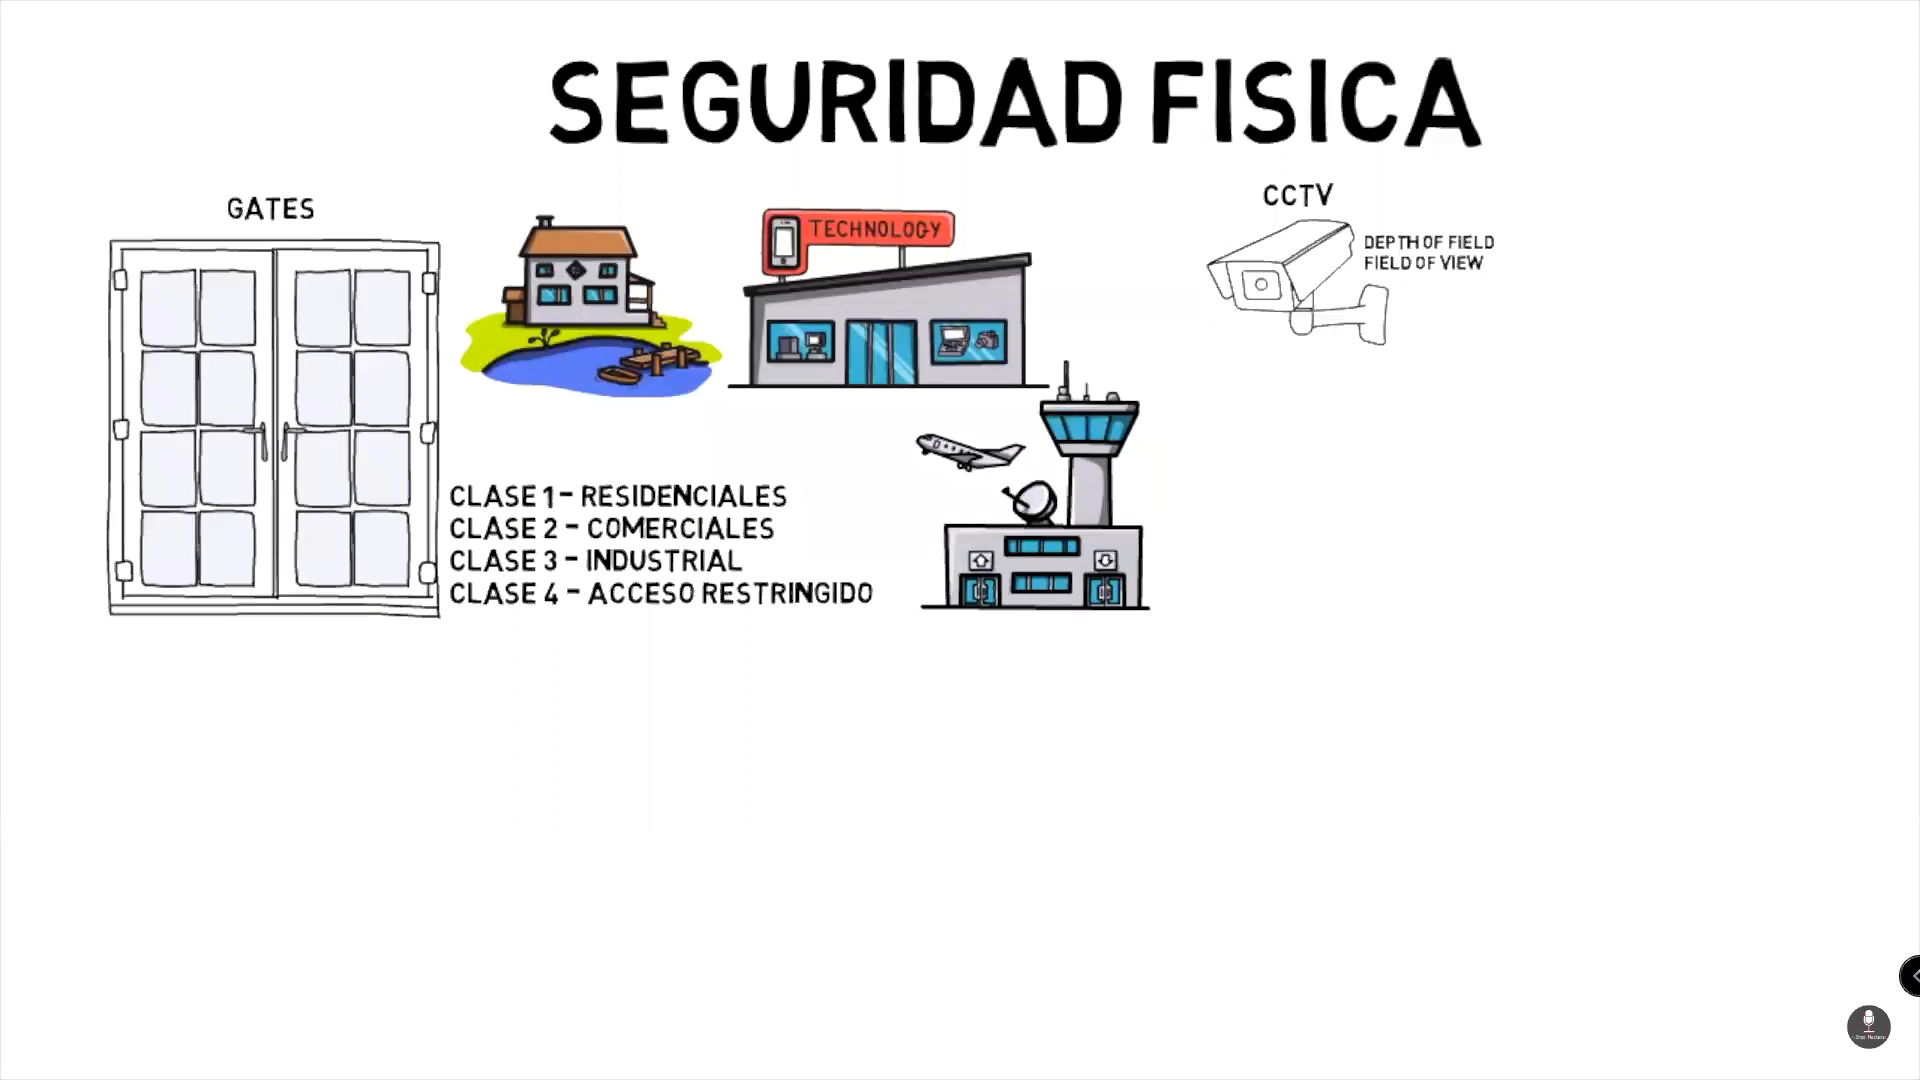 SEGURIDAD FISICA
GATES
TECHNOLOGY
CCTV
DEPTH OF FIELD
FIELD OF VIEW
CLASE 1 - RESIDENCIALES
CLASE 2 - COMERCIALES
CLASE 3 - INDUSTRIAL
CLASE 4 - ACCESO RESTRINGIDO